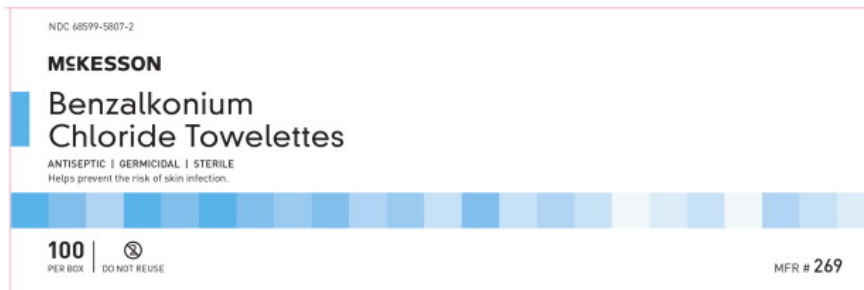 NDC 68599-5807-2
McKESSON
Benzalkonium
Chloride Towelettes
ANTISEPTIC | GERMICIDAL | STERILE
Helps prevent the risk of skin infection.
100
PER BOX
DO NOT REUSE
MFR # 269